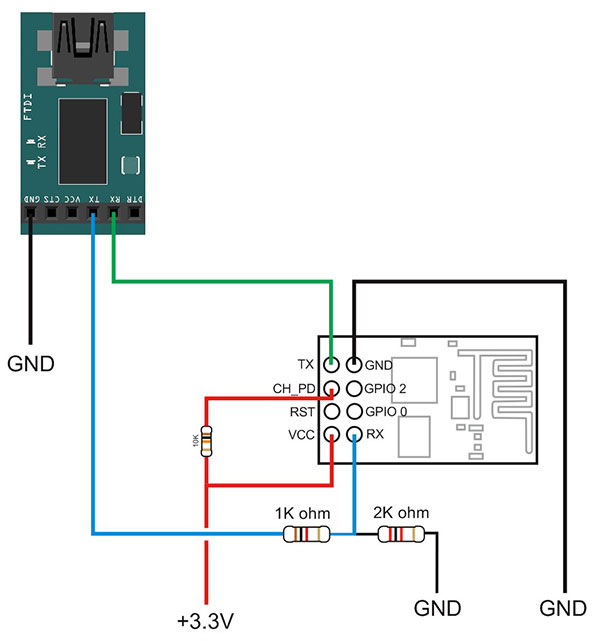 FTDI
TX RX
GND
CTS
VCC
TX
RX
DTR
GND
TX
GND
CH_PD
GPIO 2
RST
GPIO 0
VCC
RX
10K
1K ohm
2K ohm
+3.3V
GND
GND